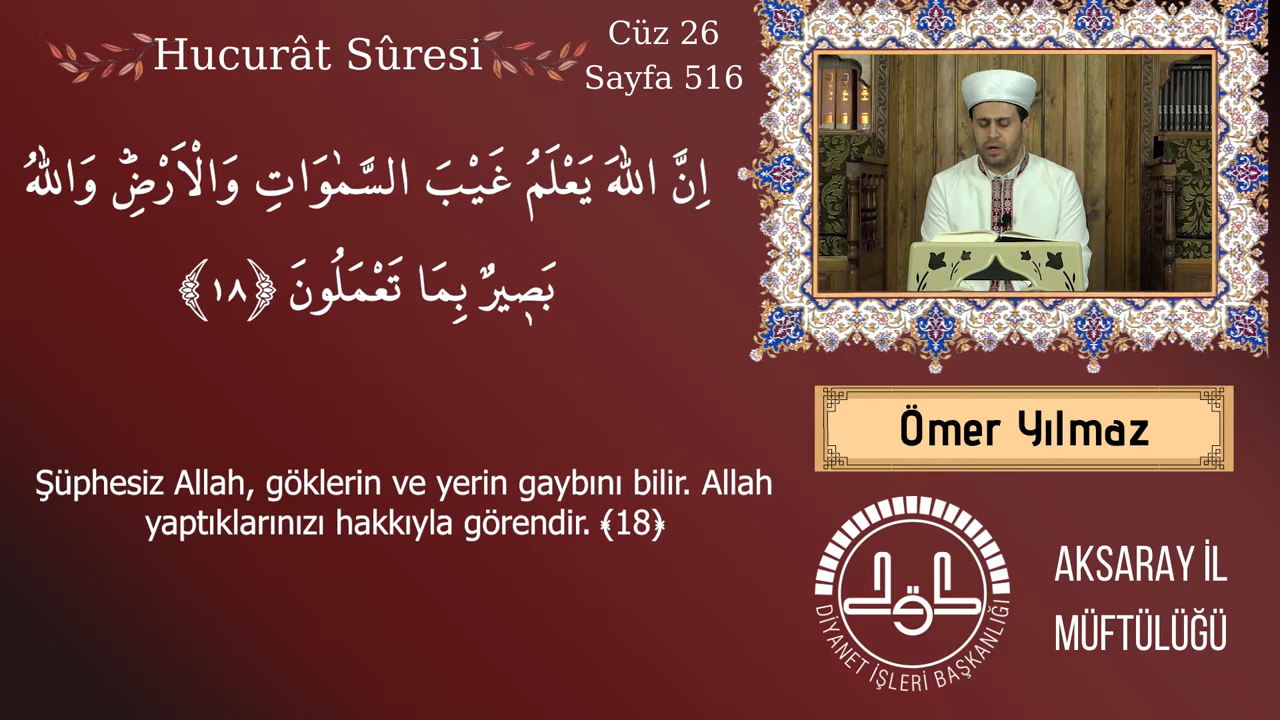 Hucurât Sûresi
Cüz 26
Sayfa 516
اِنَّ اللّٰهَ يَعْلَمُ غَيْبَ السَّمٰوَاتِ وَالْاَرْضِۜ وَاللّٰهُ
بَص۪يرٌ بِمَا تَعْمَلُونَ ﴿١٨﴾
Şüphesiz Allah, göklerin ve yerin gaybını bilir. Allah
yaptıklarınızı hakkıyla görendir. ﴾18﴿
Ömer Yılmaz
DİYANET İŞLERİ BAŞKANLIĞI
AKSARAY İL
MÜFTÜLÜĞÜ